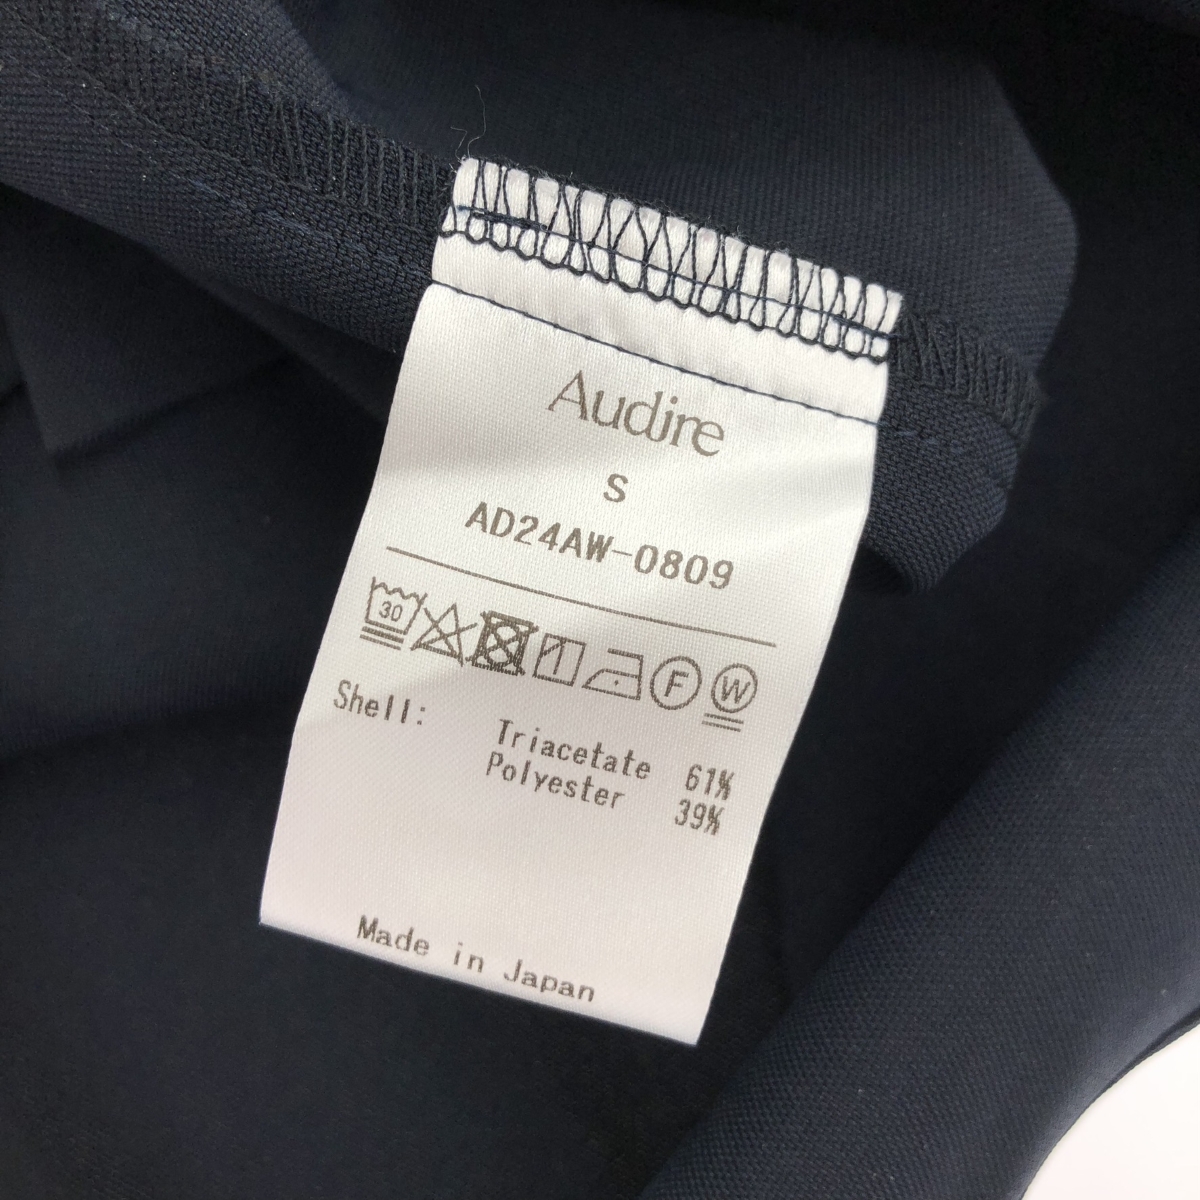 Audire
S
AD24AW-0809
30 F W
Shell:
Triacetate 61%
Polyester 39%
Made in Japan